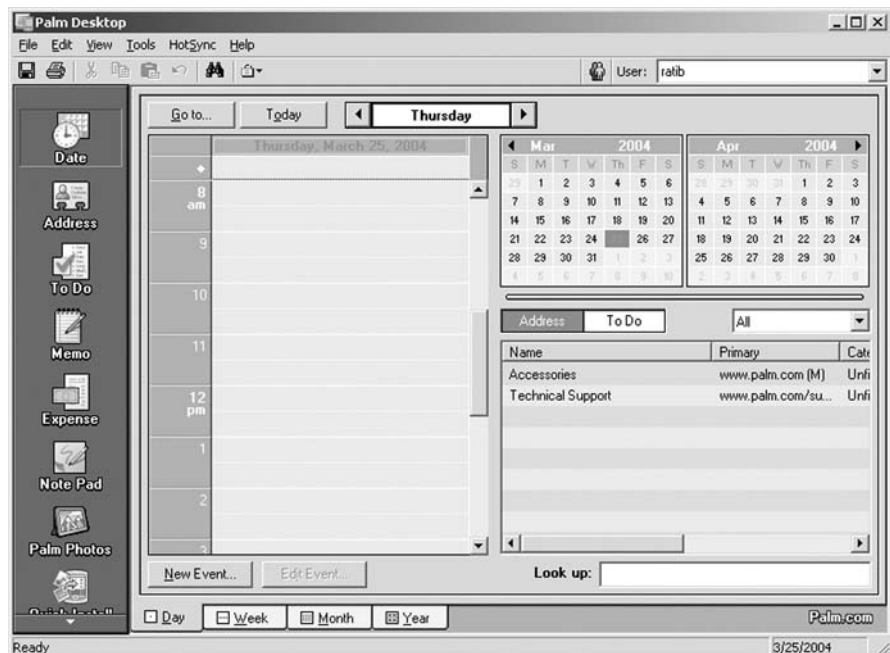 Palm Desktop
File Edit View Tools HotSync Help
User: ratib
Date
Address
To Do
Memo
Expense
Note Pad
Palm Photos
Quick Install
Go to...
Today
Thursday
Thursday, March 25, 2004
8 am
9
10
11
12 pm
1
2
3
New Event...
Edit Event...
Mar 2004
S M T W Th F S
29 1 2 3 4 5 6
7 8 9 10 11 12 13
14 15 16 17 18 19 20
21 22 23 24 25 26 27
28 29 30 31 1 2 3
4 5 6 7 8 9 10
Apr 2004
S M T W Th F S
28 29 30 31 1 2 3
4 5 6 7 8 9 10
11 12 13 14 15 16 17
18 19 20 21 22 23 24
25 26 27 28 29 30 1
2 3 4 5 6 7 8
Address To Do All
Name Primary Cate
Accessories www.palm.com (M) Unfi
Technical Support www.palm.com/su... Unfi
Look up:
Day Week Month Year
Palm.com
Ready 3/25/2004